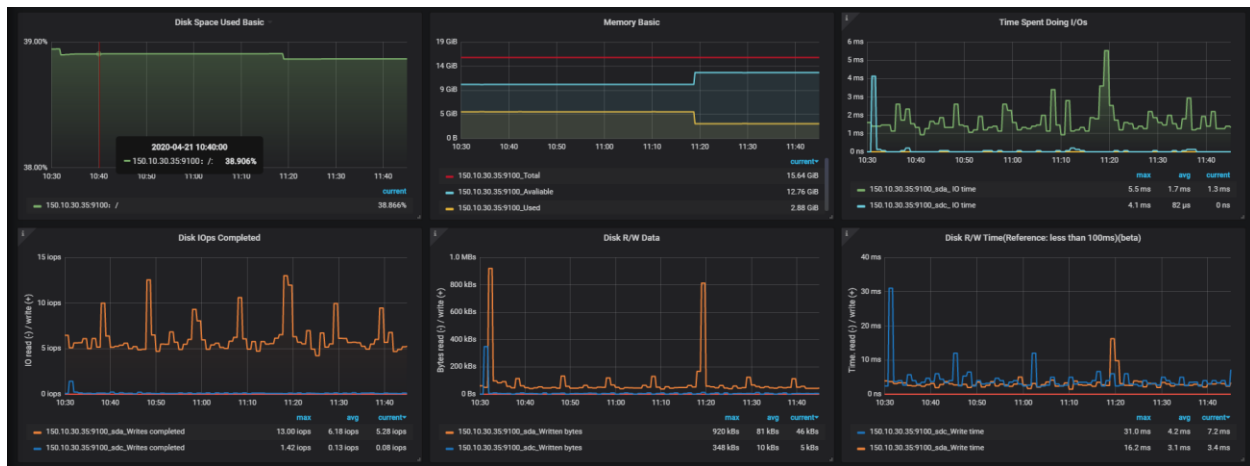 Disk Space Used Basic
39.00%
38.00%
10:30 10:40 10:50 11:00 11:10 11:20 11:30 11:40
2020-04-21 10:40:00
150.10.30.35:9100: /: 38.906%
current
150.10.30.35:9100: / 38.866%
Memory Basic
19 GiB
14 GiB
9 GiB
5 GiB
0 B
10:30 10:40 10:50 11:00 11:10 11:20 11:30 11:40
current
150.10.30.35:9100_Total 15.64 GiB
150.10.30.35:9100_Avaliable 12.76 GiB
150.10.30.35:9100_Used 2.88 GiB
i
Time Spent Doing I/Os
6 ms
5 ms
4 ms
3 ms
2 ms
1 ms
0 ns
10:30 10:40 10:50 11:00 11:10 11:20 11:30 11:40
max avg current
150.10.30.35:9100_sda_ IO time 5.5 ms 1.7 ms 1.3 ms
150.10.30.35:9100_sdc_ IO time 4.1 ms 82 µs 0 ns
i
Disk IOps Completed
IO read (-) / write (+)
15 iops
10 iops
5 iops
0 iops
10:30 10:40 10:50 11:00 11:10 11:20 11:30 11:40
max avg current
150.10.30.35:9100_sda_Writes completed 13.00 iops 6.18 iops 5.28 iops
150.10.30.35:9100_sdc_Writes completed 1.42 iops 0.13 iops 0.08 iops
i
Disk R/W Data
Bytes read (-) / write (+)
1.0 MBs
800 kBs
600 kBs
400 kBs
200 kBs
0 Bs
10:30 10:40 10:50 11:00 11:10 11:20 11:30 11:40
max avg current
150.10.30.35:9100_sda_Written bytes 920 kBs 81 kBs 46 kBs
150.10.30.35:9100_sdc_Written bytes 348 kBs 10 kBs 5 kBs
i
Disk R/W Time(Reference: less than 100ms)(beta)
Time. read (-) / write (+)
40 ms
30 ms
20 ms
10 ms
0 ns
10:30 10:40 10:50 11:00 11:10 11:20 11:30 11:40
max avg current
150.10.30.35:9100_sdc_Write time 31.0 ms 4.2 ms 7.2 ms
150.10.30.35:9100_sda_Write time 16.2 ms 3.1 ms 3.4 ms